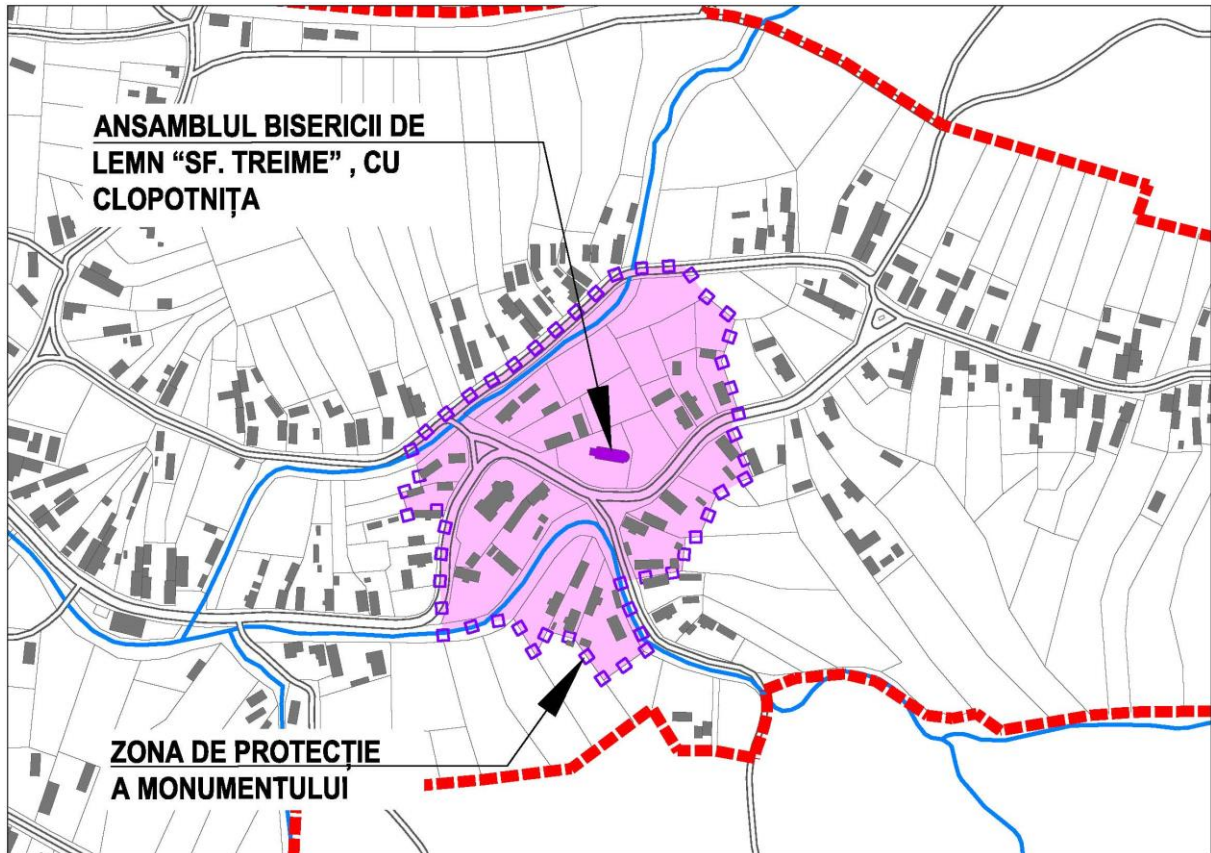 ANSAMBLUL BISERICII DE
LEMN “SF. TREIME” , CU
CLOPOTNIȚA
ZONA DE PROTECȚIE
A MONUMENTULUI